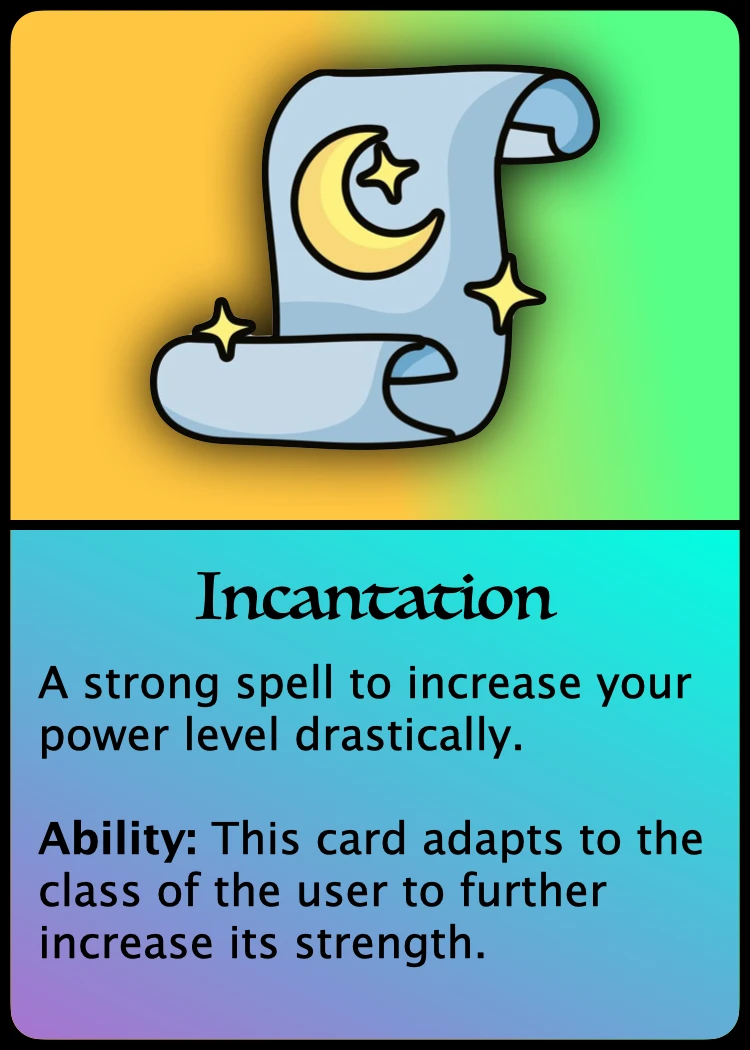 Incantation
A strong spell to increase your
power level drastically.
Ability: This card adapts to the
class of the user to further
increase its strength.